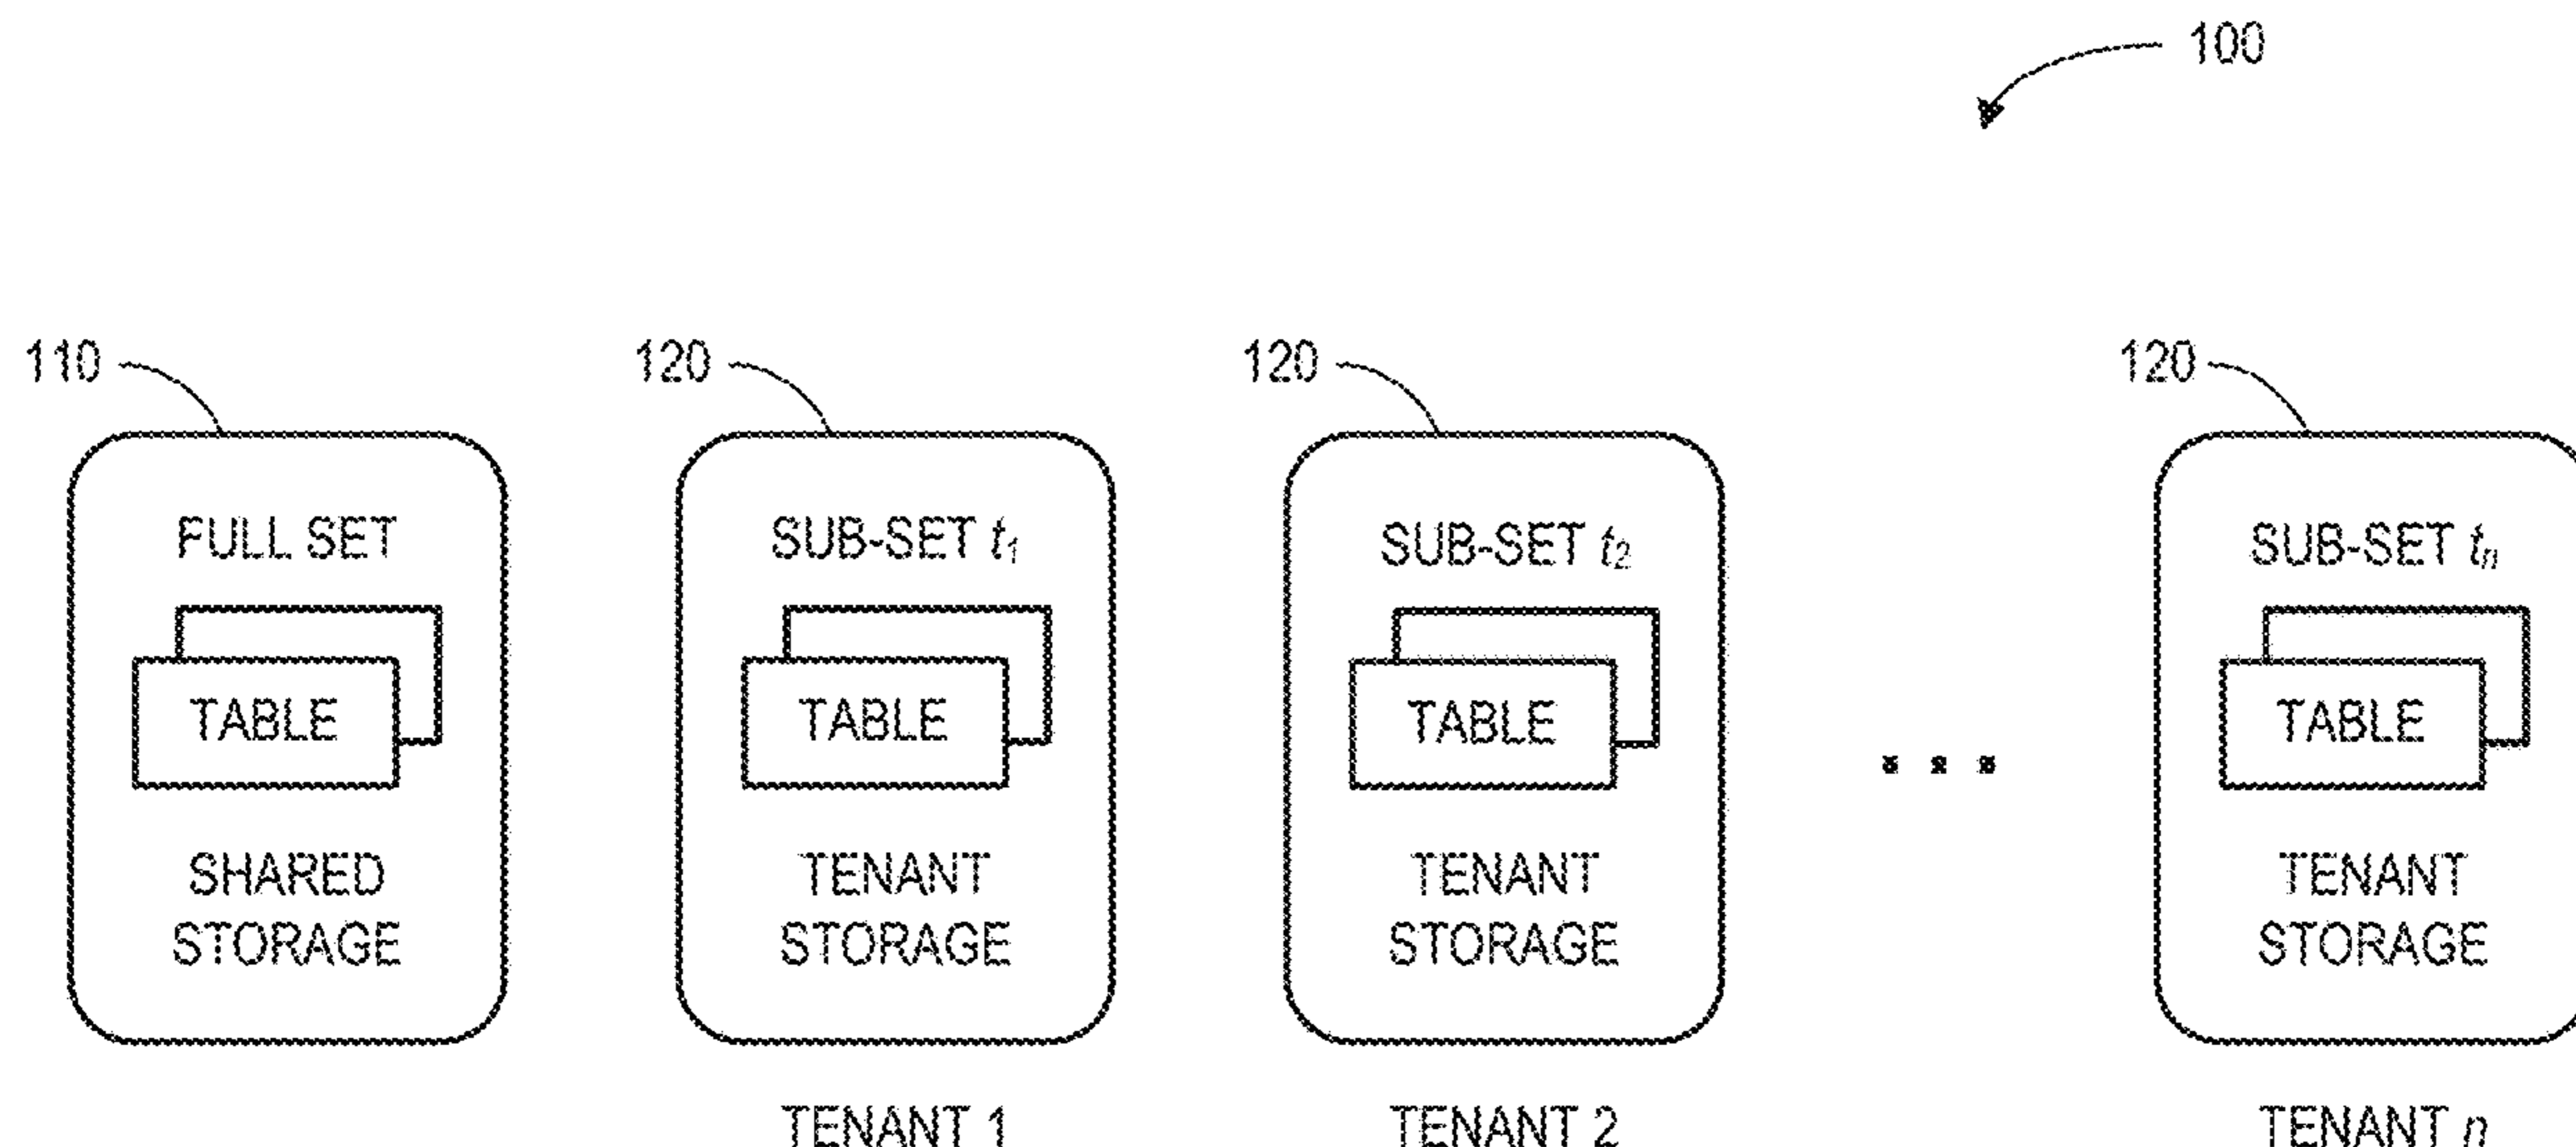 100
110
120
120
120
FULL SET
SUB-SET t₁
SUB-SET t₂
SUB-SET tₙ
TABLE
TABLE
TABLE
TABLE
SHARED
STORAGE
TENANT
STORAGE
TENANT
STORAGE
TENANT
STORAGE
TENANT 1
TENANT 2
TENANT n